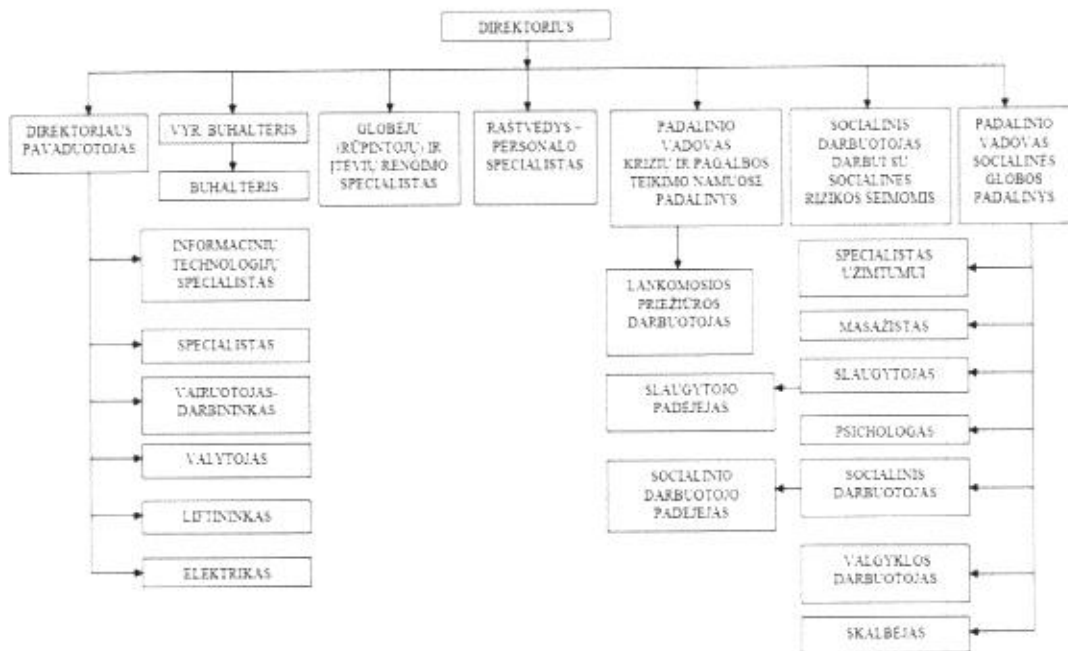 DIREKTORIUS
DIREKTORIAUS
PAVADUOTOJAS
VYR. BUHALTERIS
BUHALTERIS
GLOBĖJŲ
(RŪPINTOJŲ) IR
ĮTĖVIŲ RENGIMO
SPECIALISTAS
RAŠTVEDYS –
PERSONALO
SPECIALISTAS
PADALINIO
VADOVAS
KRIZIŲ IR PAGALBOS
TEIKIMO NAMUOSE
PADALINYS
SOCIALINIS
DARBUOTOJAS
DARBUI SU
SOCIALINĖS
RIZIKOS ŠEIMOMIS
PADALINIO
VADOVAS
SOCIALINĖS
GLOBOS
PADALINYS
INFORMACINIŲ
TECHNOLOGIJŲ
SPECIALISTAS
SPECIALISTAS
VAIRUOTOJAS-
DARBININKAS
VALYTOJAS
LIFTININKAS
ELEKTRIKAS
LANKOMOSIOS
PRIEŽIŪROS
DARBUOTOJAS
SLAUGYTOJO
PADĖJĖJAS
SOCIALINIO
DARBUOTOJO
PADĖJĖJAS
SPECIALISTAS
UŽIMTUMUI
MASAŽISTAS
SLAUGYTOJAS
PSICHOLOGAS
SOCIALINIS
DARBUOTOJAS
VALGYKLOS
DARBUOTOJAS
SKALBĖJAS